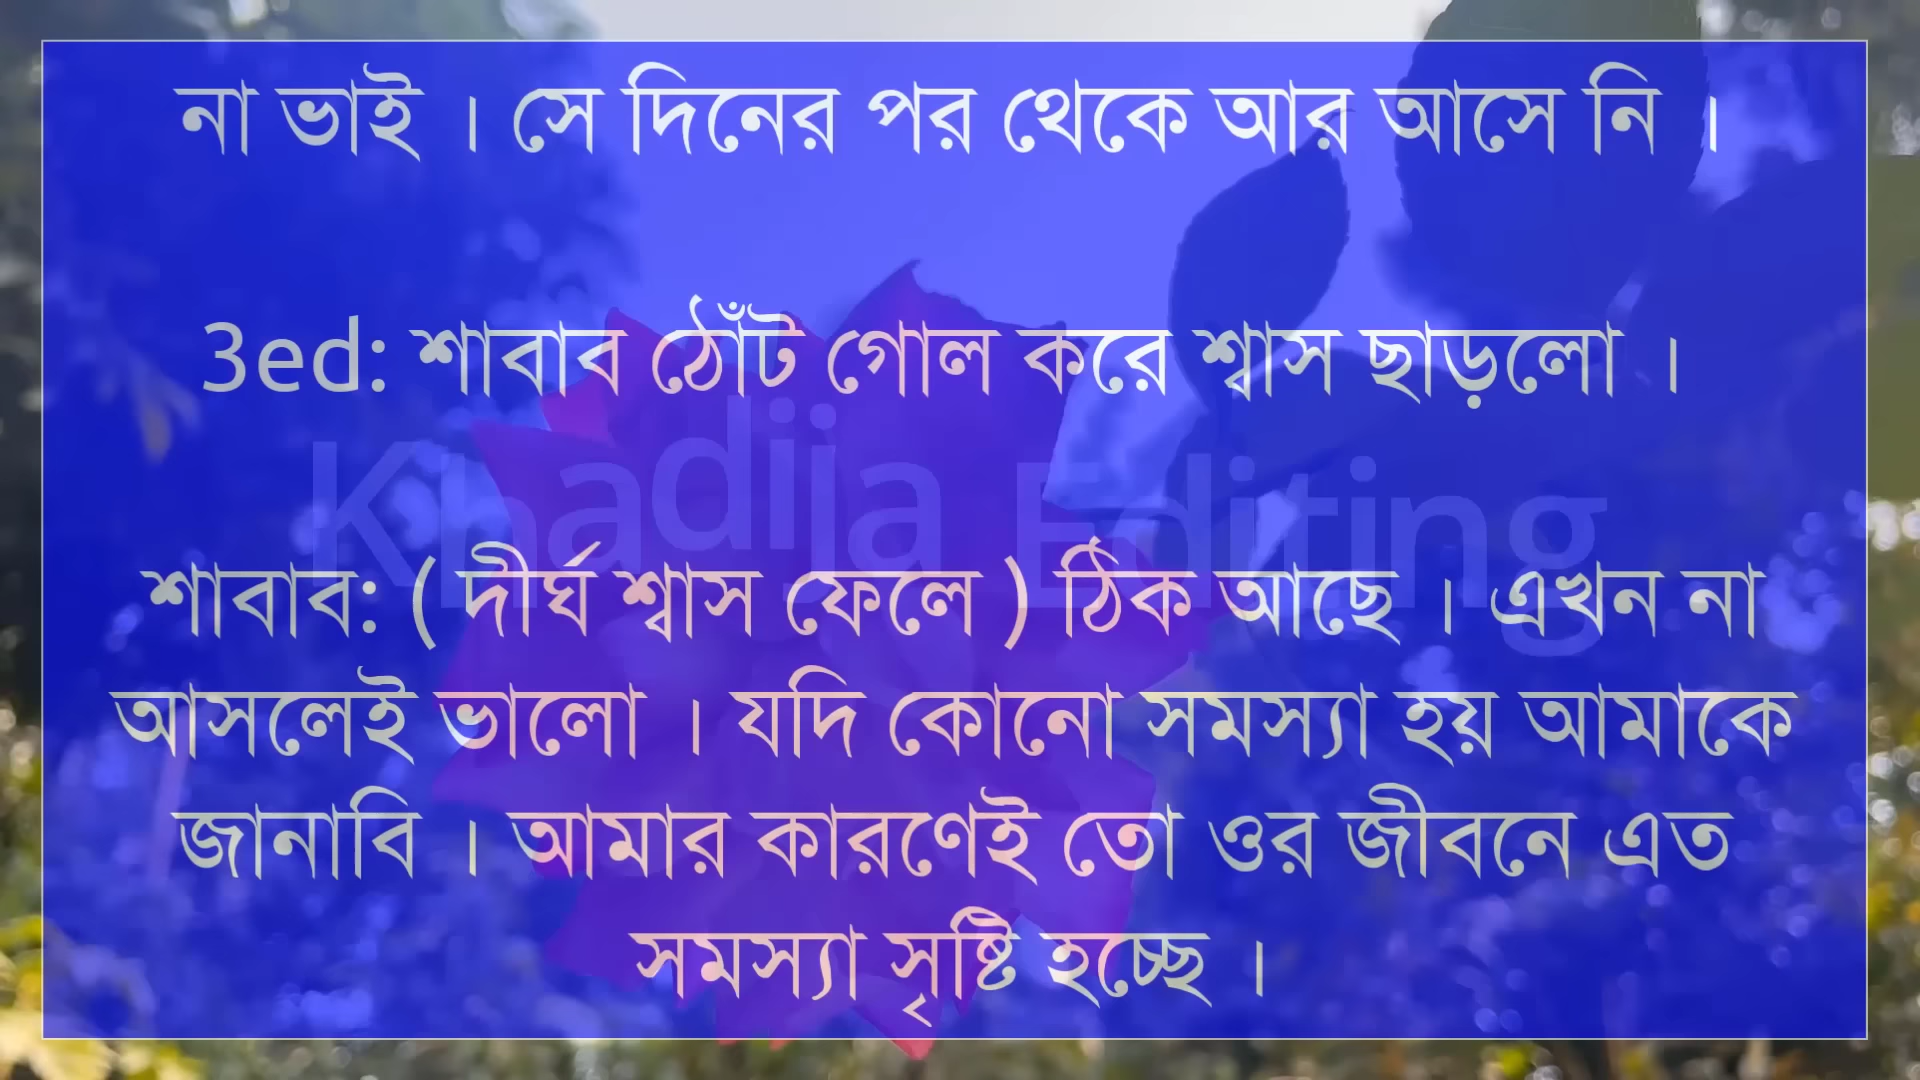 না ভাই । সে দিনের পর থেকে আর আসে নি ।
3ed: শাবাব ঠোঁট গোল করে শ্বাস ছাড়লো ।
Khadija Editing
শাবাব: ( দীর্ঘ শ্বাস ফেলে ) ঠিক আছে । এখন না
আসলেই ভালো । যদি কোনো সমস্যা হয় আমাকে
জানাবি । আমার কারণেই তো ওর জীবনে এত
সমস্যা সৃষ্টি হচ্ছে ।